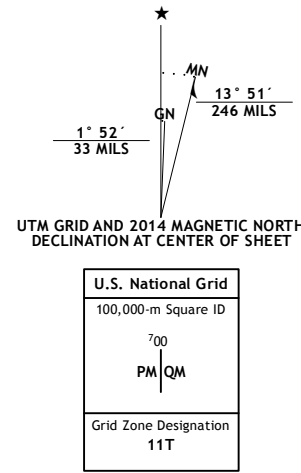 ★
MN
GN
13° 51´
246 MILS
1° 52´
33 MILS
UTM GRID AND 2014 MAGNETIC NORTH
DECLINATION AT CENTER OF SHEET
U.S. National Grid
100,000-m Square ID
⁷00
PM QM
Grid Zone Designation
11T